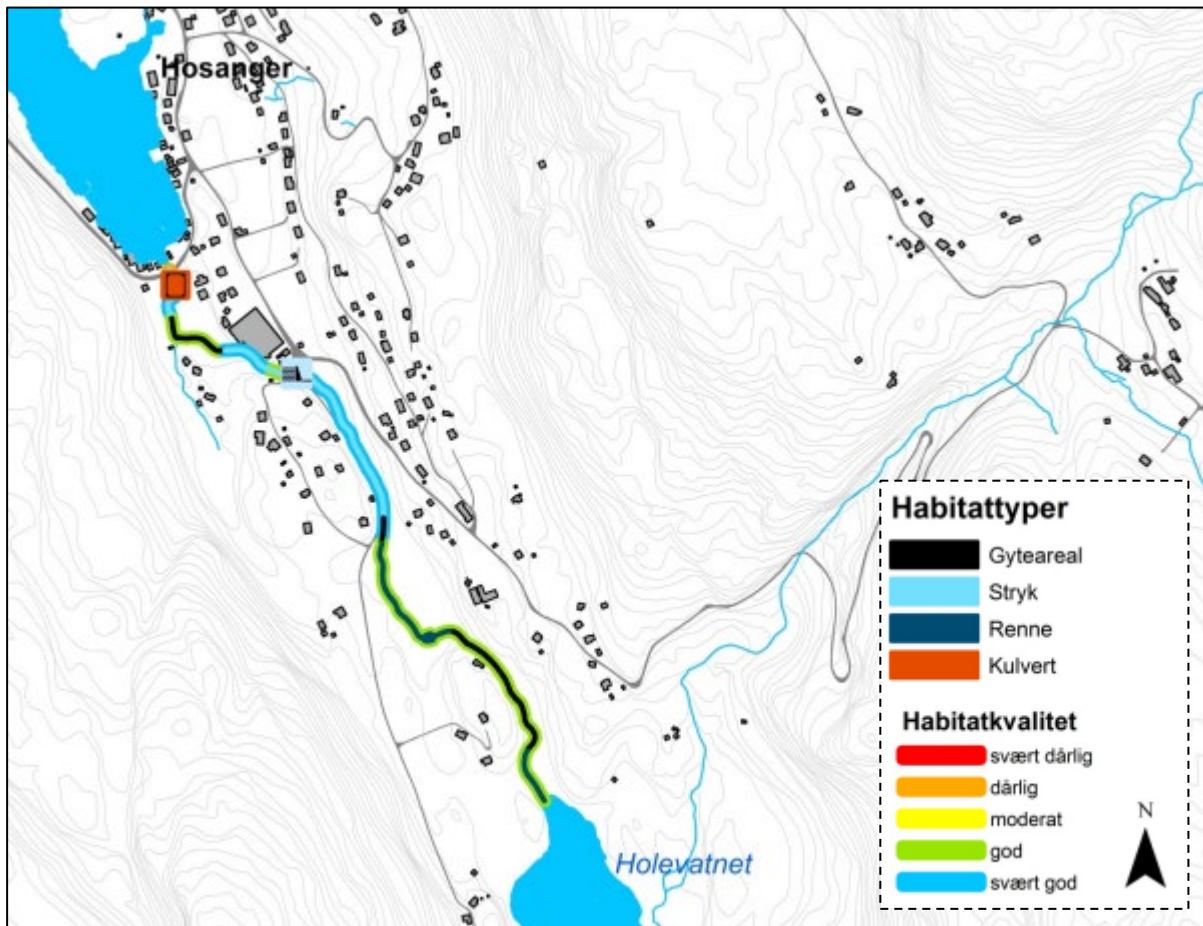 Hosanger
Holevatnet
Habitattyper
Gyteareal
Stryk
Renne
Kulvert
Habitatkvalitet
svært dårlig
dårlig
moderat
god
svært god
N